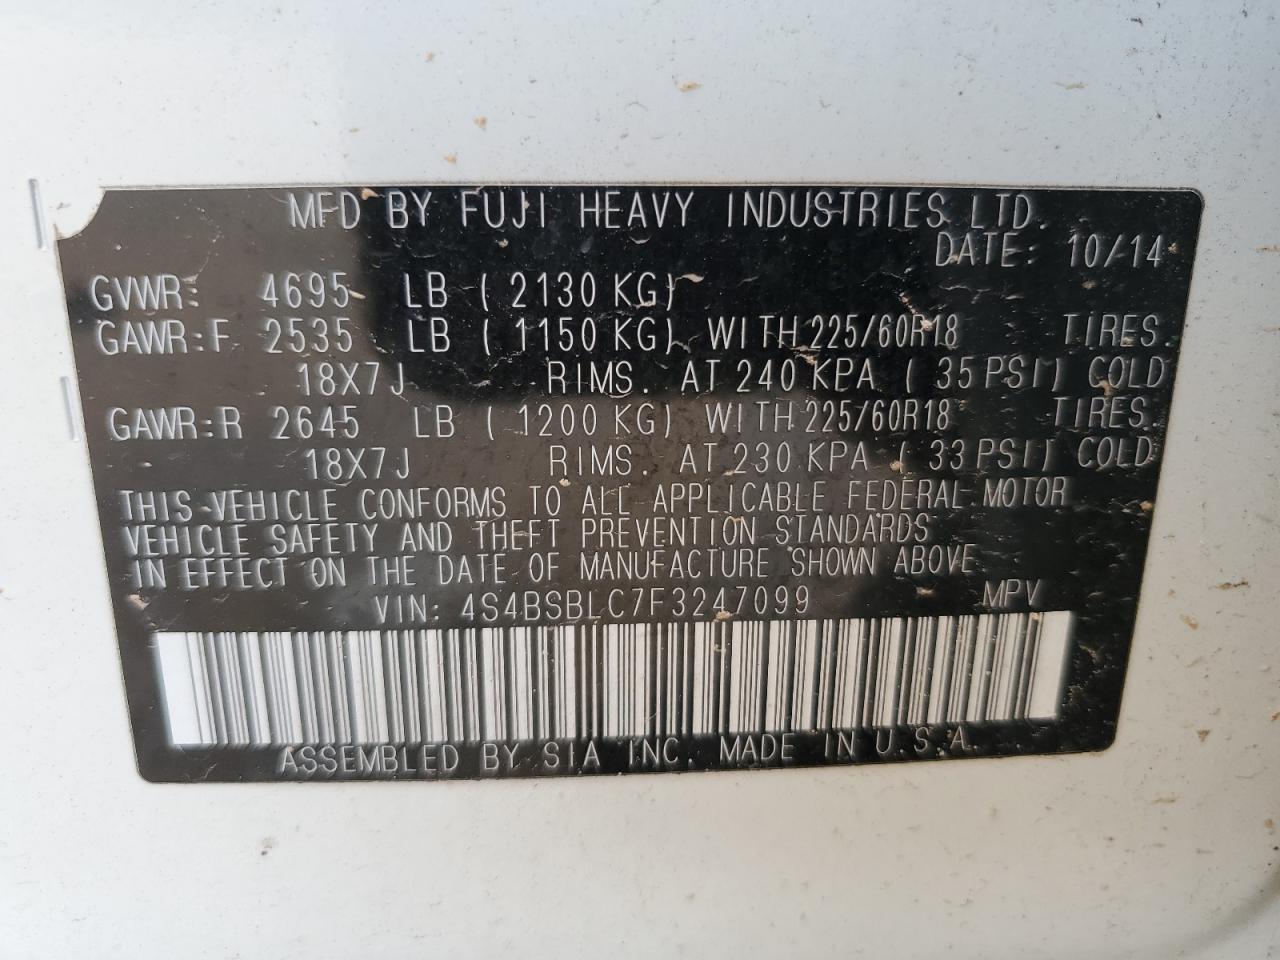 MFD BY FUJI HEAVY INDUSTRIES LTD.
DATE: 10/14
GVWR: 4695 LB ( 2130 KG)
GAWR:F 2535 LB ( 1150 KG) WITH 225/60R18 TIRES.
18X7J RIMS. AT 240 KPA ( 35 PSI) COLD
GAWR:R 2645 LB ( 1200 KG) WITH 225/60R18 TIRES.
18X7J RIMS. AT 230 KPA ( 33 PSI) COLD
THIS VEHICLE CONFORMS TO ALL APPLICABLE FEDERAL MOTOR
VEHICLE SAFETY AND THEFT PREVENTION STANDARDS
IN EFFECT ON THE DATE OF MANUFACTURE SHOWN ABOVE
VIN: 4S4BSBLC7F3247099 MPV
ASSEMBLED BY SIA INC. MADE IN U.S.A.